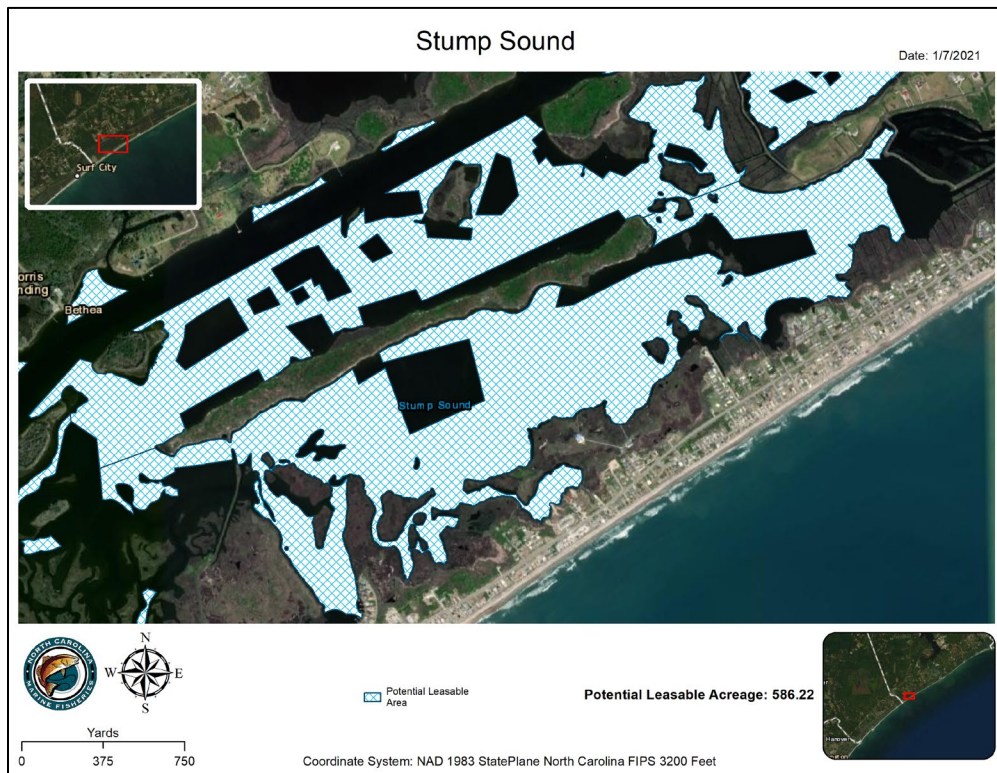 Stump Sound
Date: 1/7/2021
Surf City
orris
nding
Bethea
Stump Sound
NORTH CAROLINA
MARINE FISHERIES
N
W
E
S
Potential Leasable
Area
Potential Leasable Acreage: 586.22
Hanover
Yards
0 375 750
Coordinate System: NAD 1983 StatePlane North Carolina FIPS 3200 Feet